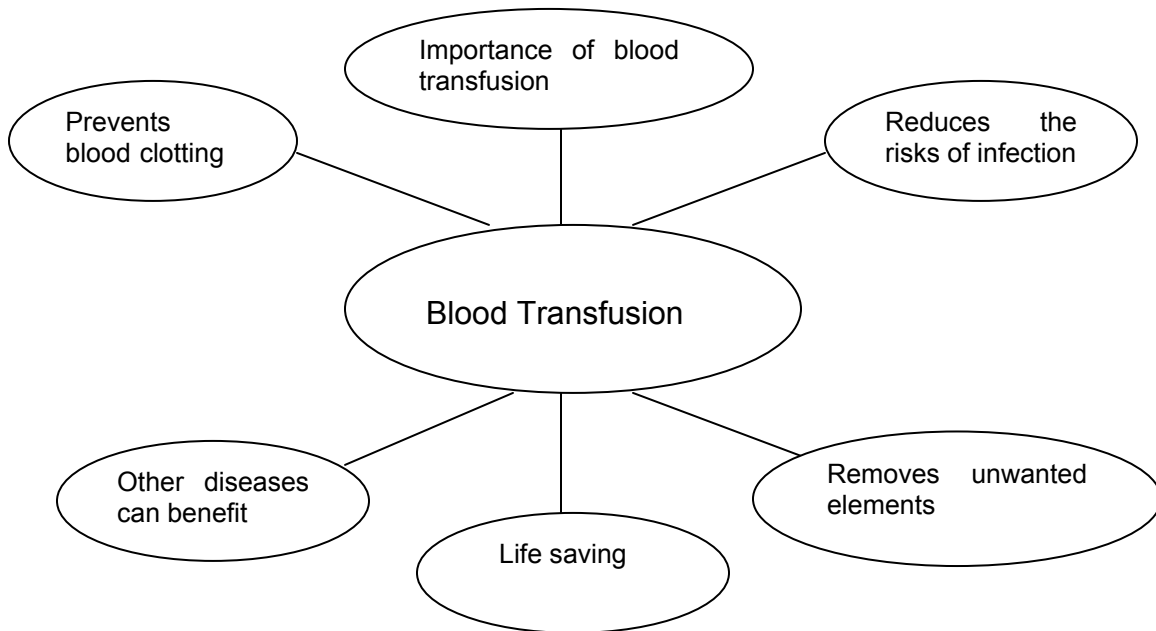 Importance of blood
transfusion
Prevents
blood clotting
Reduces the
risks of infection
Blood Transfusion
Other diseases
can benefit
Life saving
Removes unwanted
elements